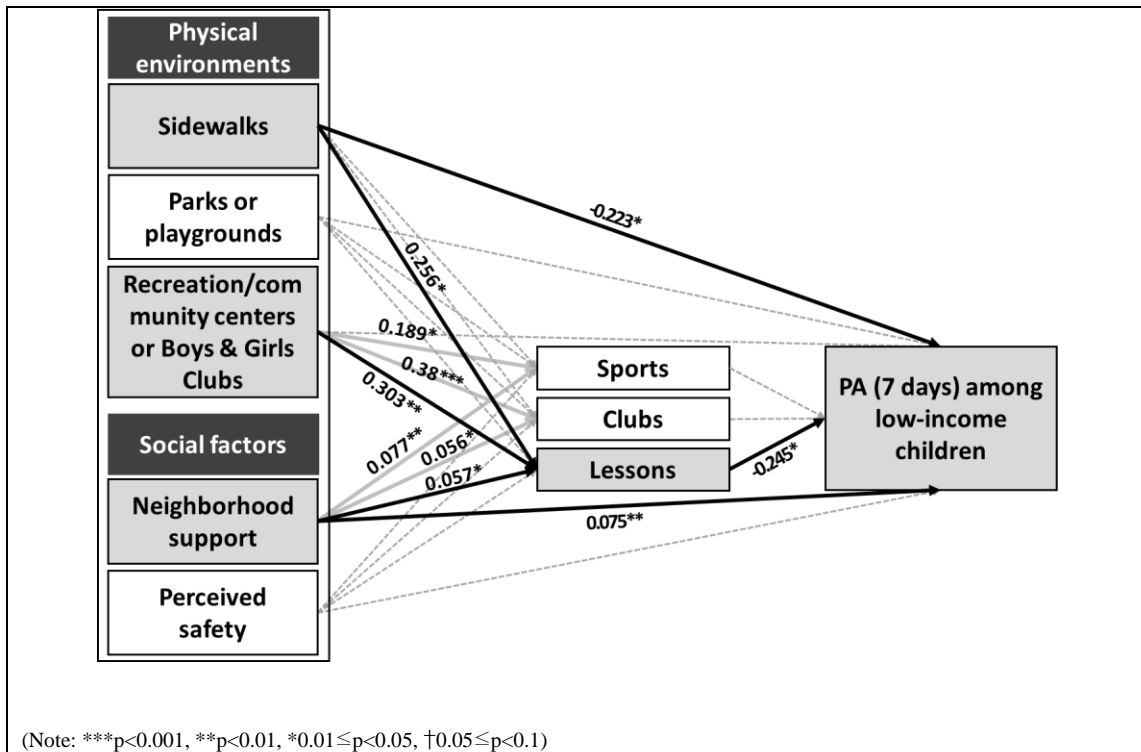 Physical
environments
Sidewalks
Parks or
playgrounds
Recreation/com
munity centers
or Boys & Girls
Clubs
Social factors
Neighborhood
support
Perceived
safety
-0.223*
0.256*
0.189*
0.38***
0.303**
0.077**
0.056*
0.057*
Sports
Clubs
Lessons
-0.245*
0.075**
PA (7 days) among
low-income
children
(Note: ***p<0.001, **p<0.01, *0.01≦p<0.05, †0.05≦p<0.1)